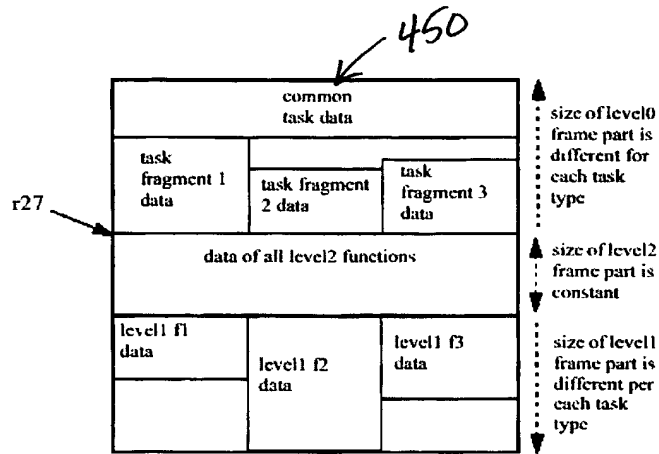 450
common
task data
task
fragment 1
data
task fragment
2 data
task
fragment 3
data
size of level0
frame part is
different for
each task
type
r27
data of all level2 functions
size of level2
frame part is
constant
level1 f1
data
level1 f2
data
level1 f3
data
size of level1
frame part is
different per
each task
type